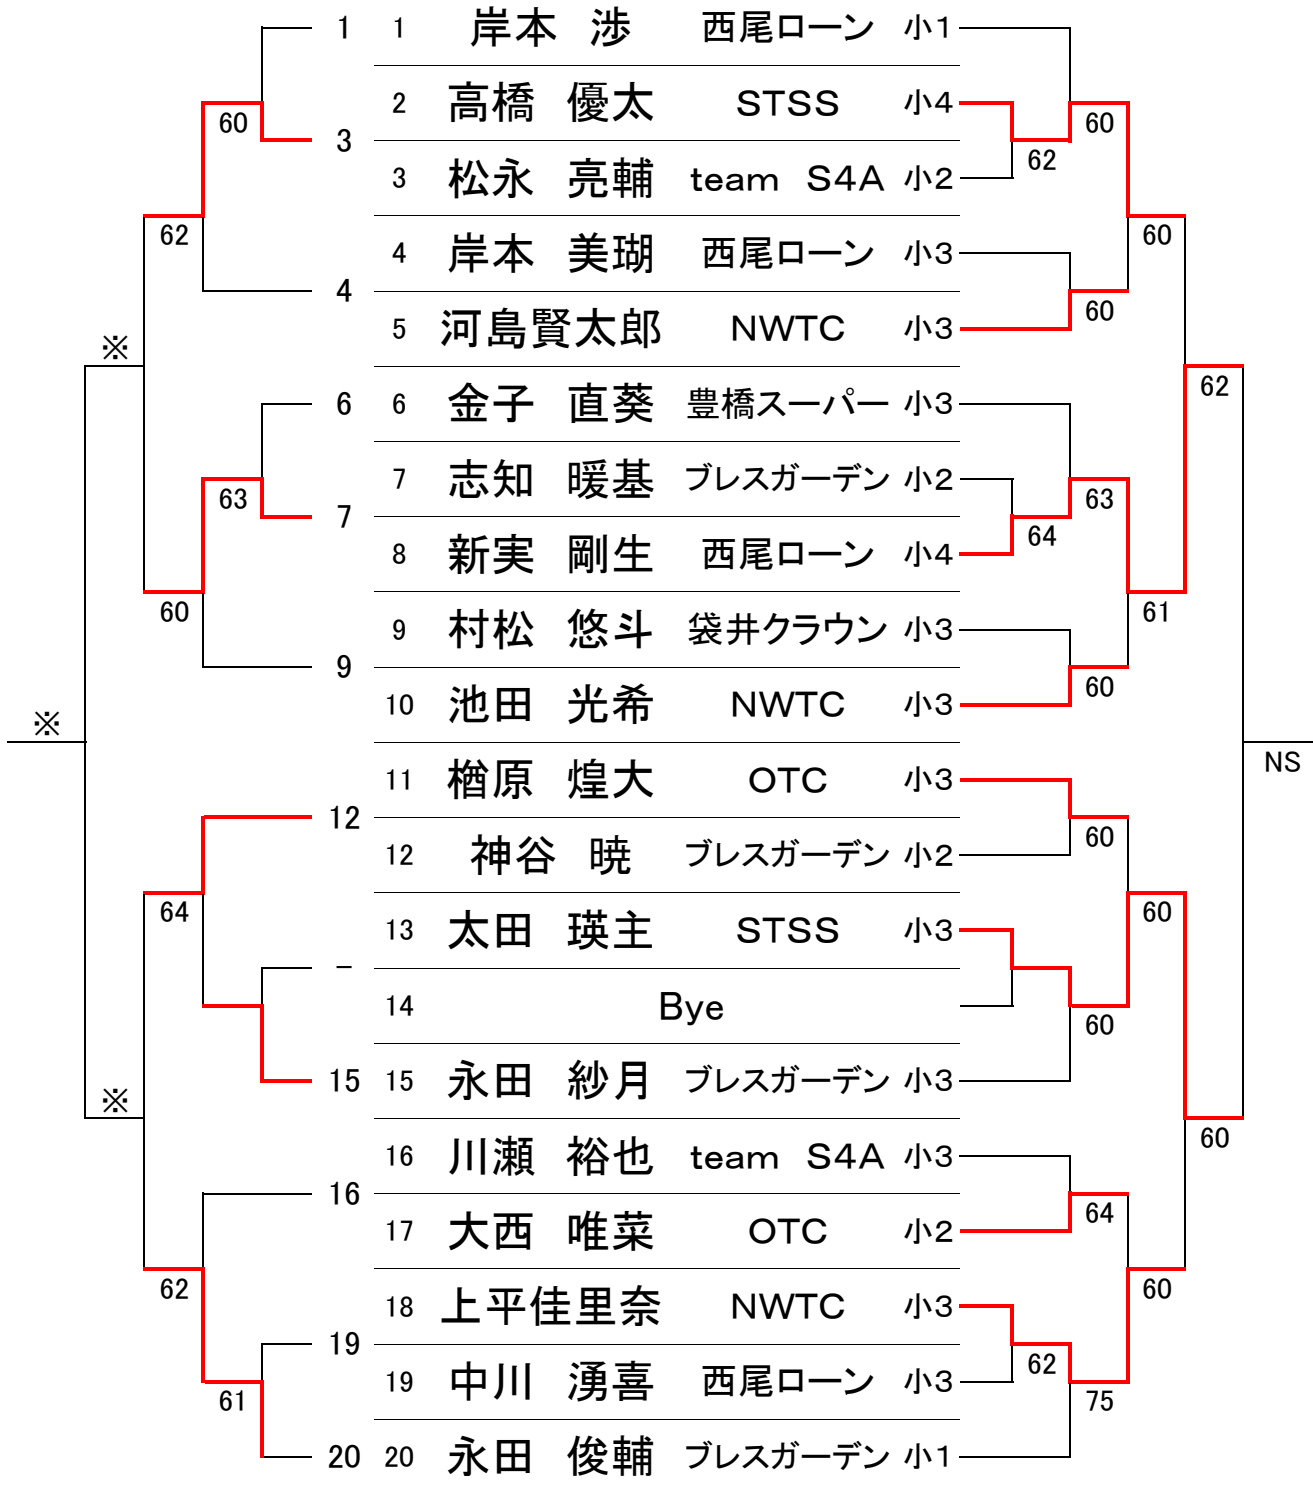 1 1 岸本 渉 西尾ローン 小1
2 高橋 優太 STSS 小4
60 60
3 62
3 松永 亮輔 team S4A 小2
62 60
4 岸本 美瑚 西尾ローン 小3
4 60
5 河島賢太郎 NWTC 小3
※ 62
6 6 金子 直葵 豊橋スーパー 小3
7 志知 暖基 ブレスガーデン 小2
63 63
7 64
8 新実 剛生 西尾ローン 小4
60 61
9 村松 悠斗 袋井クラウン 小3
9 60
10 池田 光希 NWTC 小3
※ NS
11 楢原 煌大 OTC 小3
12 60
12 神谷 暁 ブレスガーデン 小2
64 60
13 太田 瑛主 STSS 小3
－
14 Bye
60
15 15 永田 紗月 ブレスガーデン 小3
※ 60
16 川瀬 裕也 team S4A 小3
16 64
17 大西 唯菜 OTC 小2
62 60
18 上平佳里奈 NWTC 小3
19 62
19 中川 湧喜 西尾ローン 小3
61 75
20 20 永田 俊輔 ブレスガーデン 小1